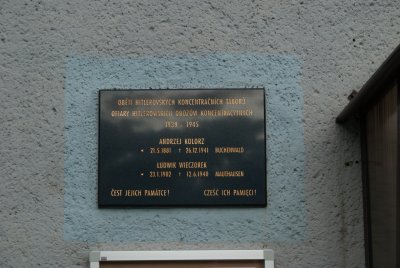 OBĚTI HITLEROVSKÝCH KONCENTRAČNÍCH TÁBORŮ
OFIARY HITLEROWSKICH OBOZÓW KONCENTRACYJNYCH
1938 - 1945
ANDRZEJ KOLORZ
* 21.5.1881 † 26.12.1941 BUCHENWALD
LUDWIK WIECZOREK
* 23.1.1902 † 12.6.1940 MAUTHAUSEN
ČEST JEJICH PAMÁTCE! CZEŚĆ ICH PAMIĘCI!